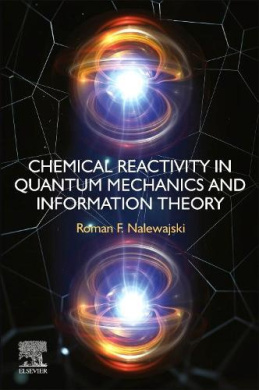 CHEMICAL REACTIVITY IN
QUANTUM MECHANICS AND
INFORMATION THEORY
Roman F. Nalewajski
ELSEVIER